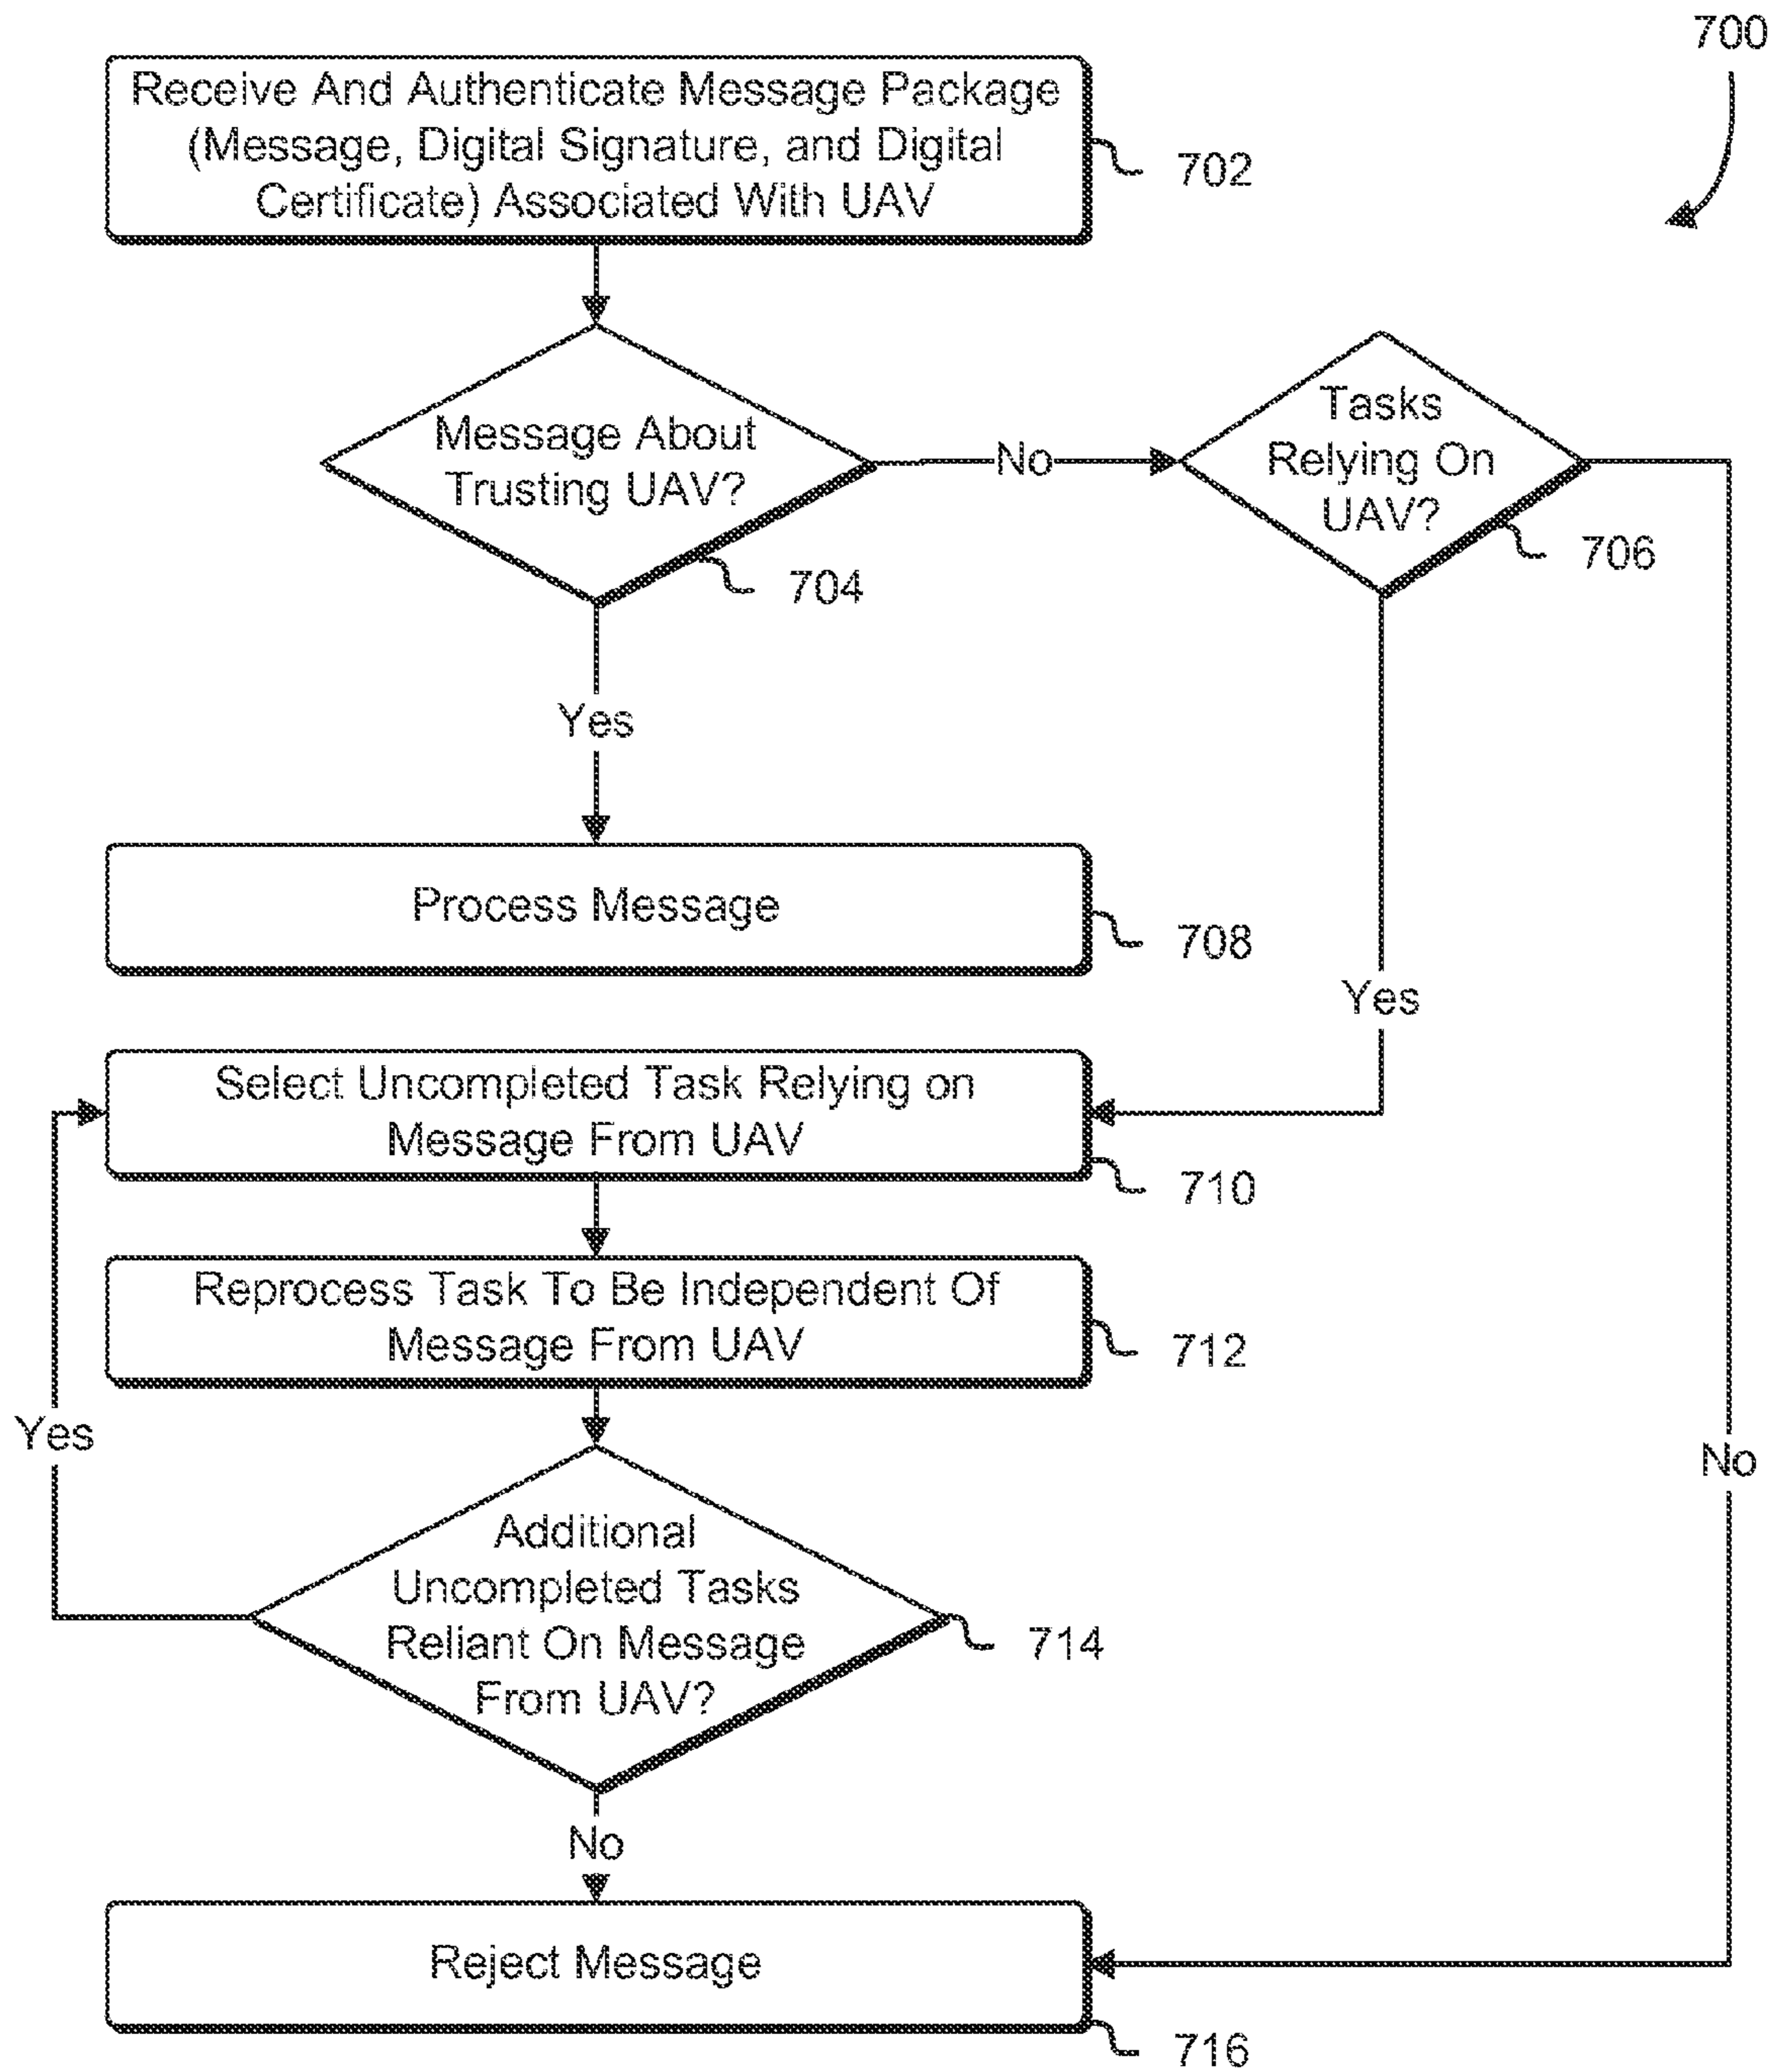 700
Receive And Authenticate Message Package
(Message, Digital Signature, and Digital
Certificate) Associated With UAV
702
Message About
Trusting UAV?
704
No
Tasks
Relying On
UAV?
706
Yes
Process Message
708
Yes
Select Uncompleted Task Relying on
Message From UAV
710
Reprocess Task To Be Independent Of
Message From UAV
712
Yes
No
Additional
Uncompleted Tasks
Reliant On Message
From UAV?
714
No
Reject Message
716